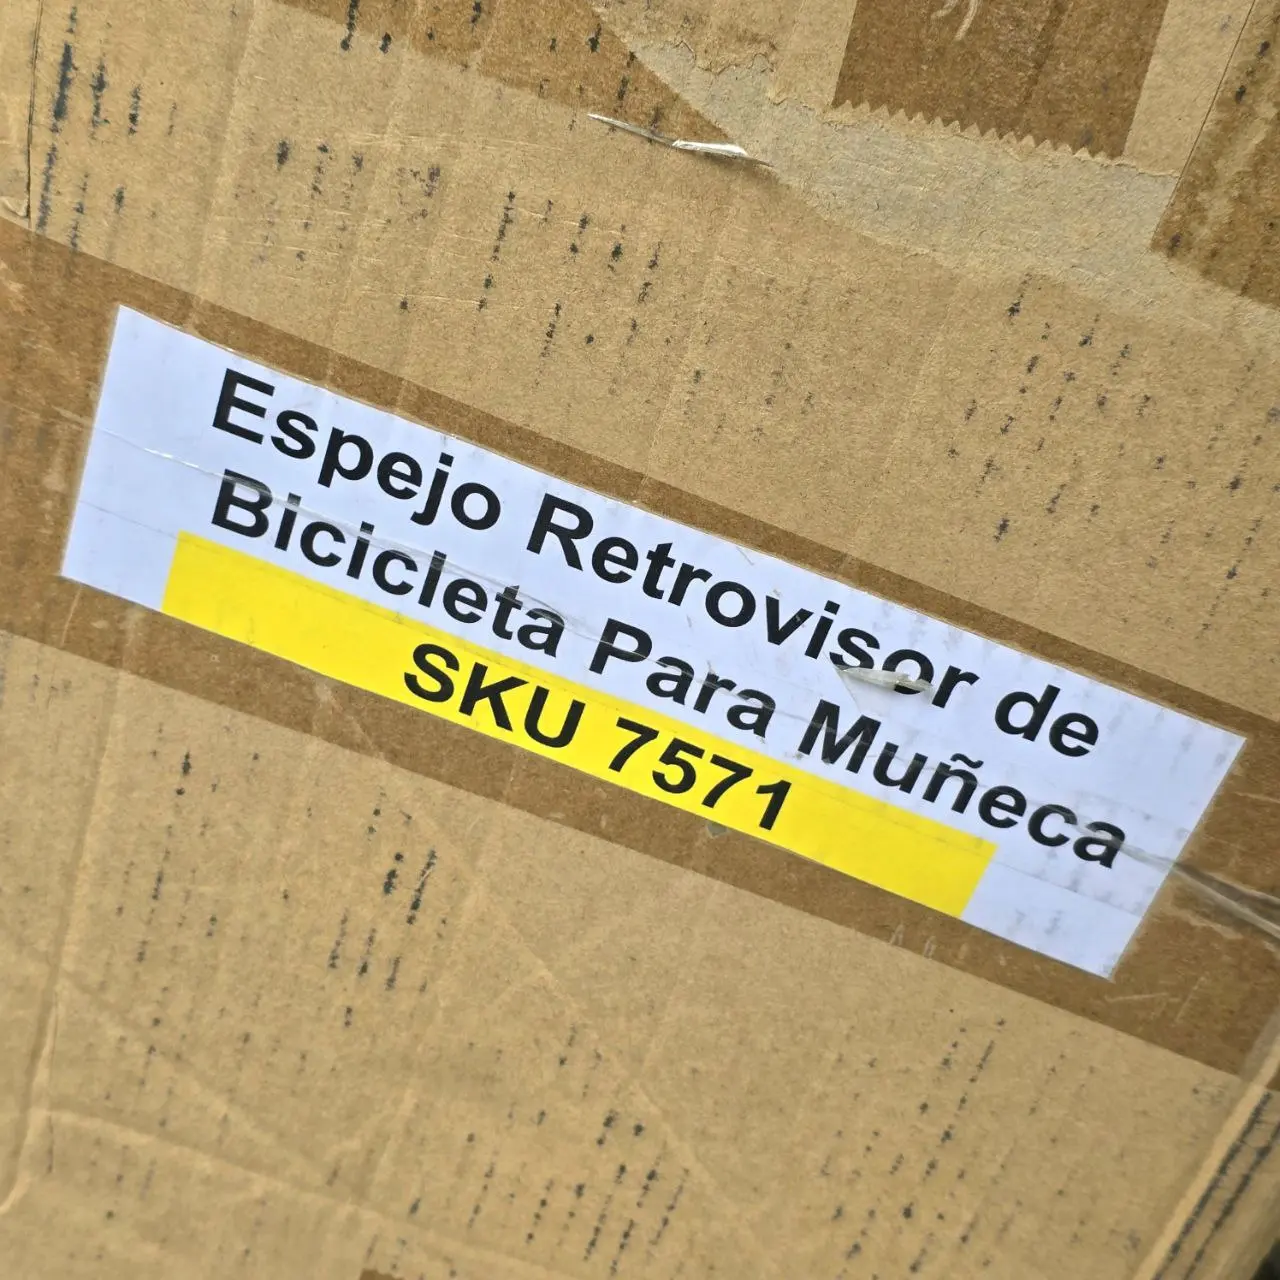 Espejo Retrovisor de
Bicicleta Para Muñeca
SKU 7571